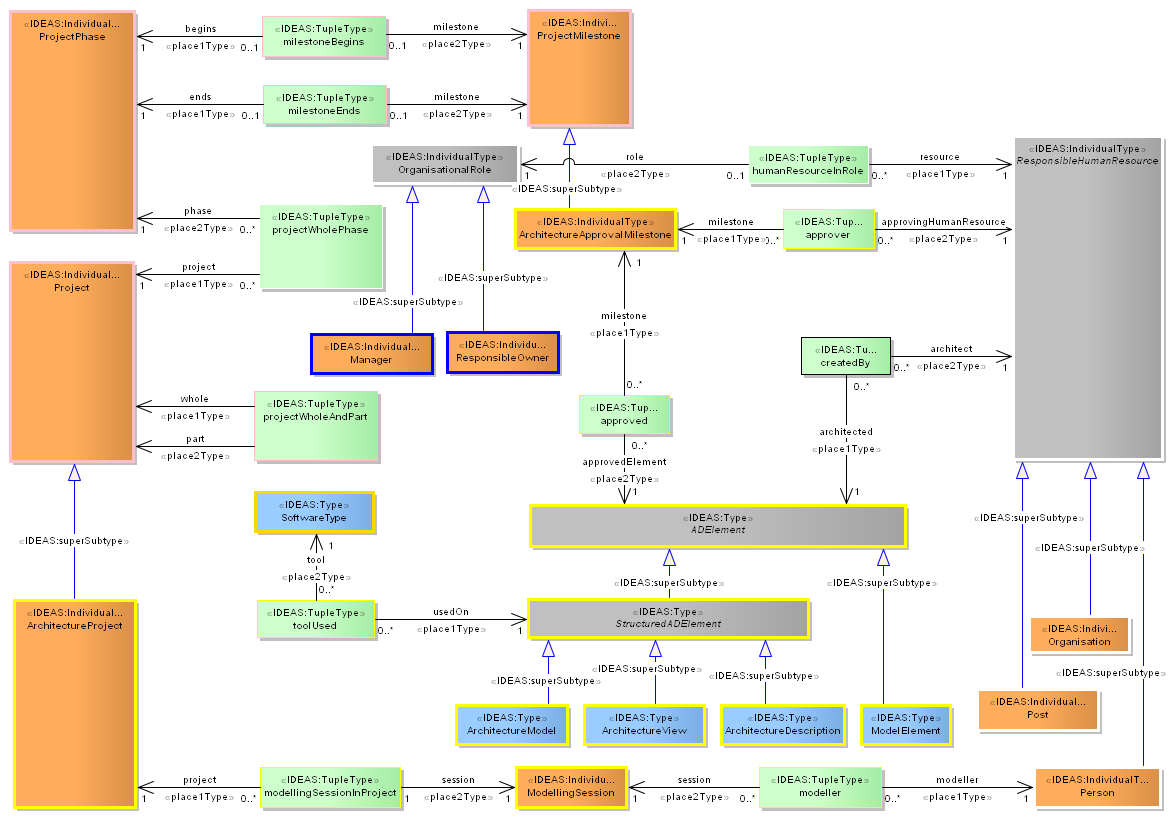 «IDEAS:Individual...
ProjectPhase
begins
«place1Type»
1
0..1
«IDEAS:TupleType»
milestoneBegins
milestone
«place2Type»
0..1
1
«IDEAS:Indivi...
ProjectMilestone
ends
«place1Type»
1
0..1
«IDEAS:TupleType»
milestoneEnds
milestone
«place2Type»
0..1
1
«IDEAS:IndividualType»
OrganisationalRole
role
«place2Type»
1
0..1
«IDEAS:TupleType»
humanResourceInRole
resource
«place1Type»
0..*
1
«IDEAS:IndividualType»
ResponsibleHumanResource
«IDEAS:superSubtype»
phase
«place2Type»
1
0..*
«IDEAS:TupleType»
projectWholePhase
«IDEAS:IndividualType»
ArchitectureApprovalMilestone
milestone
«place1Type»
1
0..*
«IDEAS:Tup...
approver
approvingHumanResource
«place2Type»
0..*
1
«IDEAS:Individual...
Project
project
«place1Type»
1
0..*
1
«IDEAS:superSubtype»
«IDEAS:superSubtype»
milestone
«place1Type»
0..*
«IDEAS:Individual...
Manager
«IDEAS:Individu...
ResponsibleOwner
«IDEAS:Tu...
createdBy
architect
«place2Type»
0..*
1
0..*
whole
«place1Type»
part
«place2Type»
«IDEAS:TupleType»
projectWholeAndPart
«IDEAS:Tup...
approved
0..*
approvedElement
«place2Type»
1
architected
«place1Type»
1
«IDEAS:Type»
SoftwareType
«IDEAS:Type»
ADElement
«IDEAS:superSubtype»
«IDEAS:superSubtype»
«IDEAS:superSubtype»
«IDEAS:superSubtype»
1
tool
«place2Type»
0..*
«IDEAS:superSubtype»
«IDEAS:superSubtype»
«IDEAS:Individual...
ArchitectureProject
«IDEAS:TupleType»
toolUsed
usedOn
«place1Type»
0..*
1
«IDEAS:Type»
StructuredADElement
«IDEAS:Indivi...
Organisation
«IDEAS:superSubtype»
«IDEAS:superSubtype»
«IDEAS:superSubtype»
«IDEAS:superSubtype»
«IDEAS:Type»
ArchitectureModel
«IDEAS:Type»
ArchitectureView
«IDEAS:Type»
ArchitectureDescription
«IDEAS:Type»
ModelElement
«IDEAS:Individual...
Post
project
«place1Type»
1
0..*
«IDEAS:TupleType»
modellingSessionInProject
session
«place2Type»
1
1
«IDEAS:Individ...
ModellingSession
session
«place2Type»
1
0..*
«IDEAS:TupleType»
modeller
modeller
«place1Type»
0..*
1
«IDEAS:IndividualT...
Person